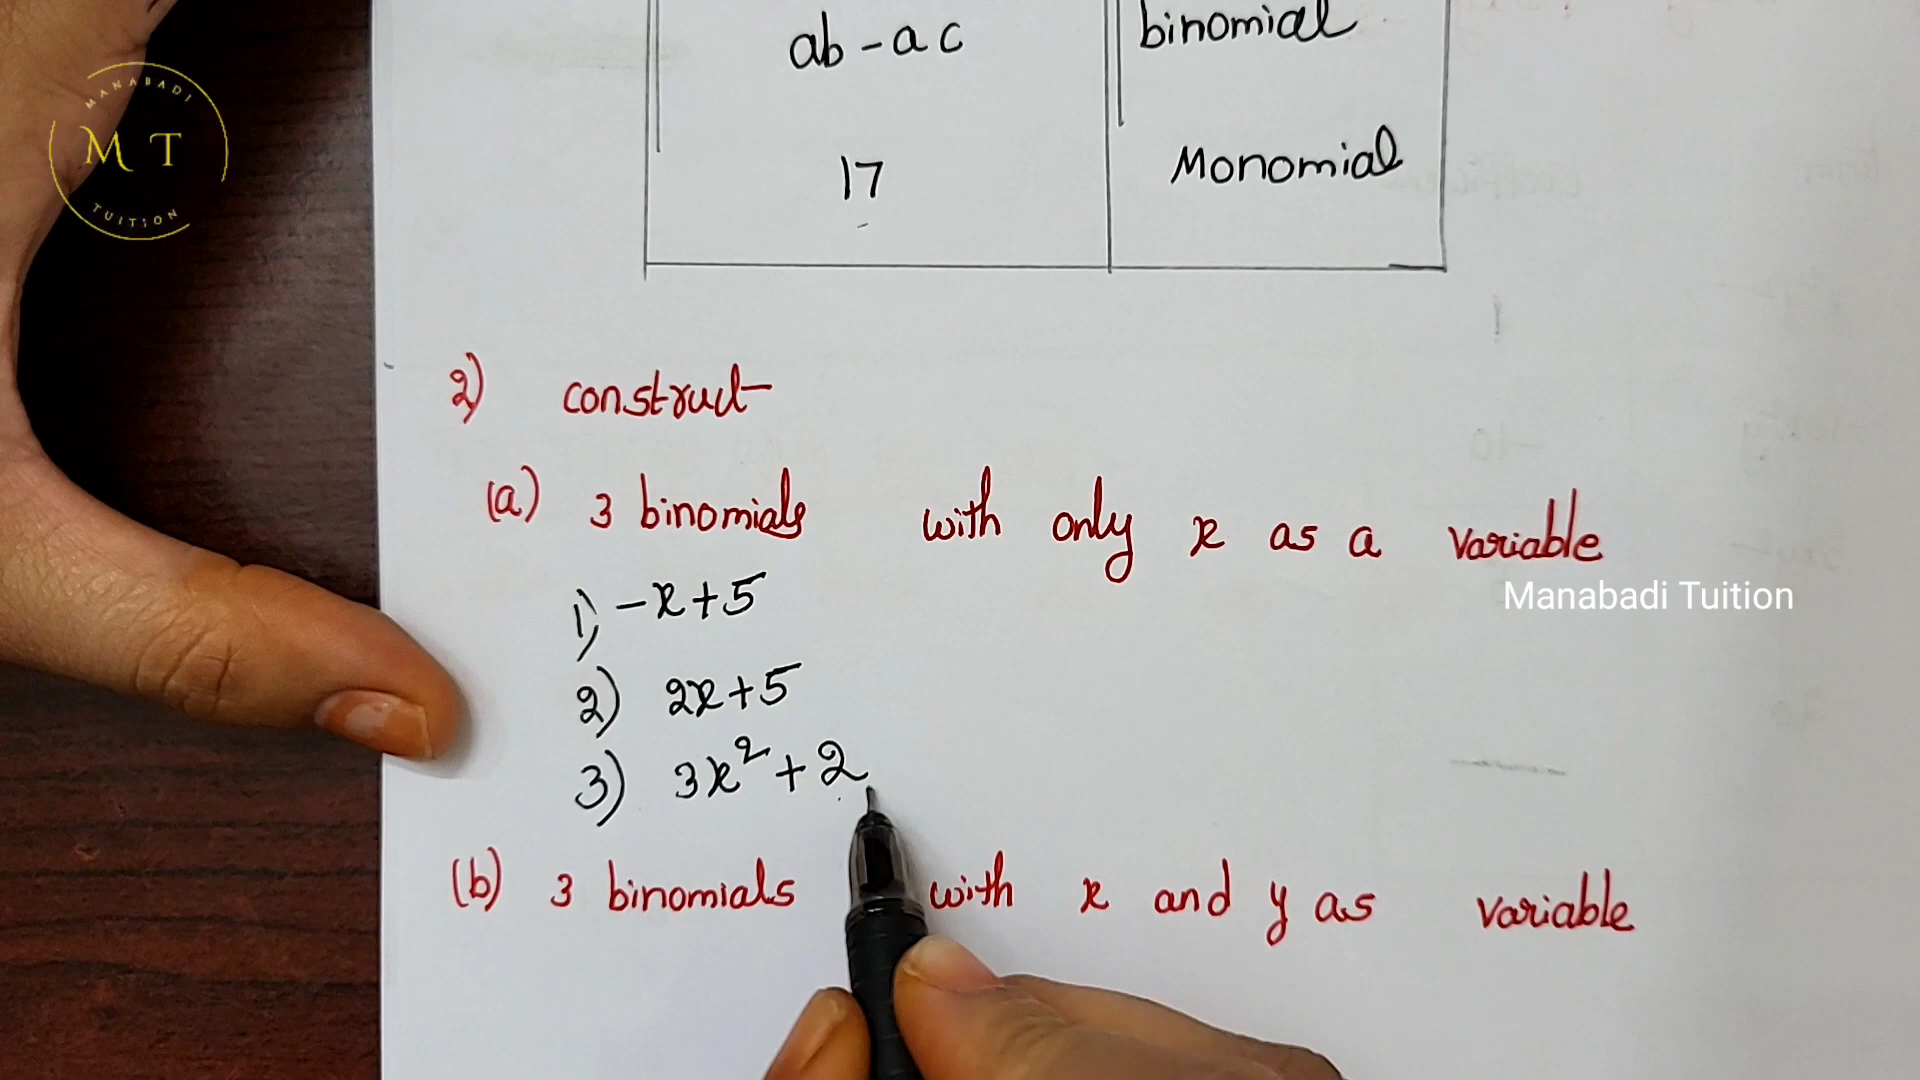 ab - ac binomial
17 Monomial
MANABADI
M T
TUITION
2) construct
(a) 3 binomials with only x as a variable
Manabadi Tuition
1) -x+5
2) 2x+5
3) 3x² + 2
(b) 3 binomials with x and y as variable